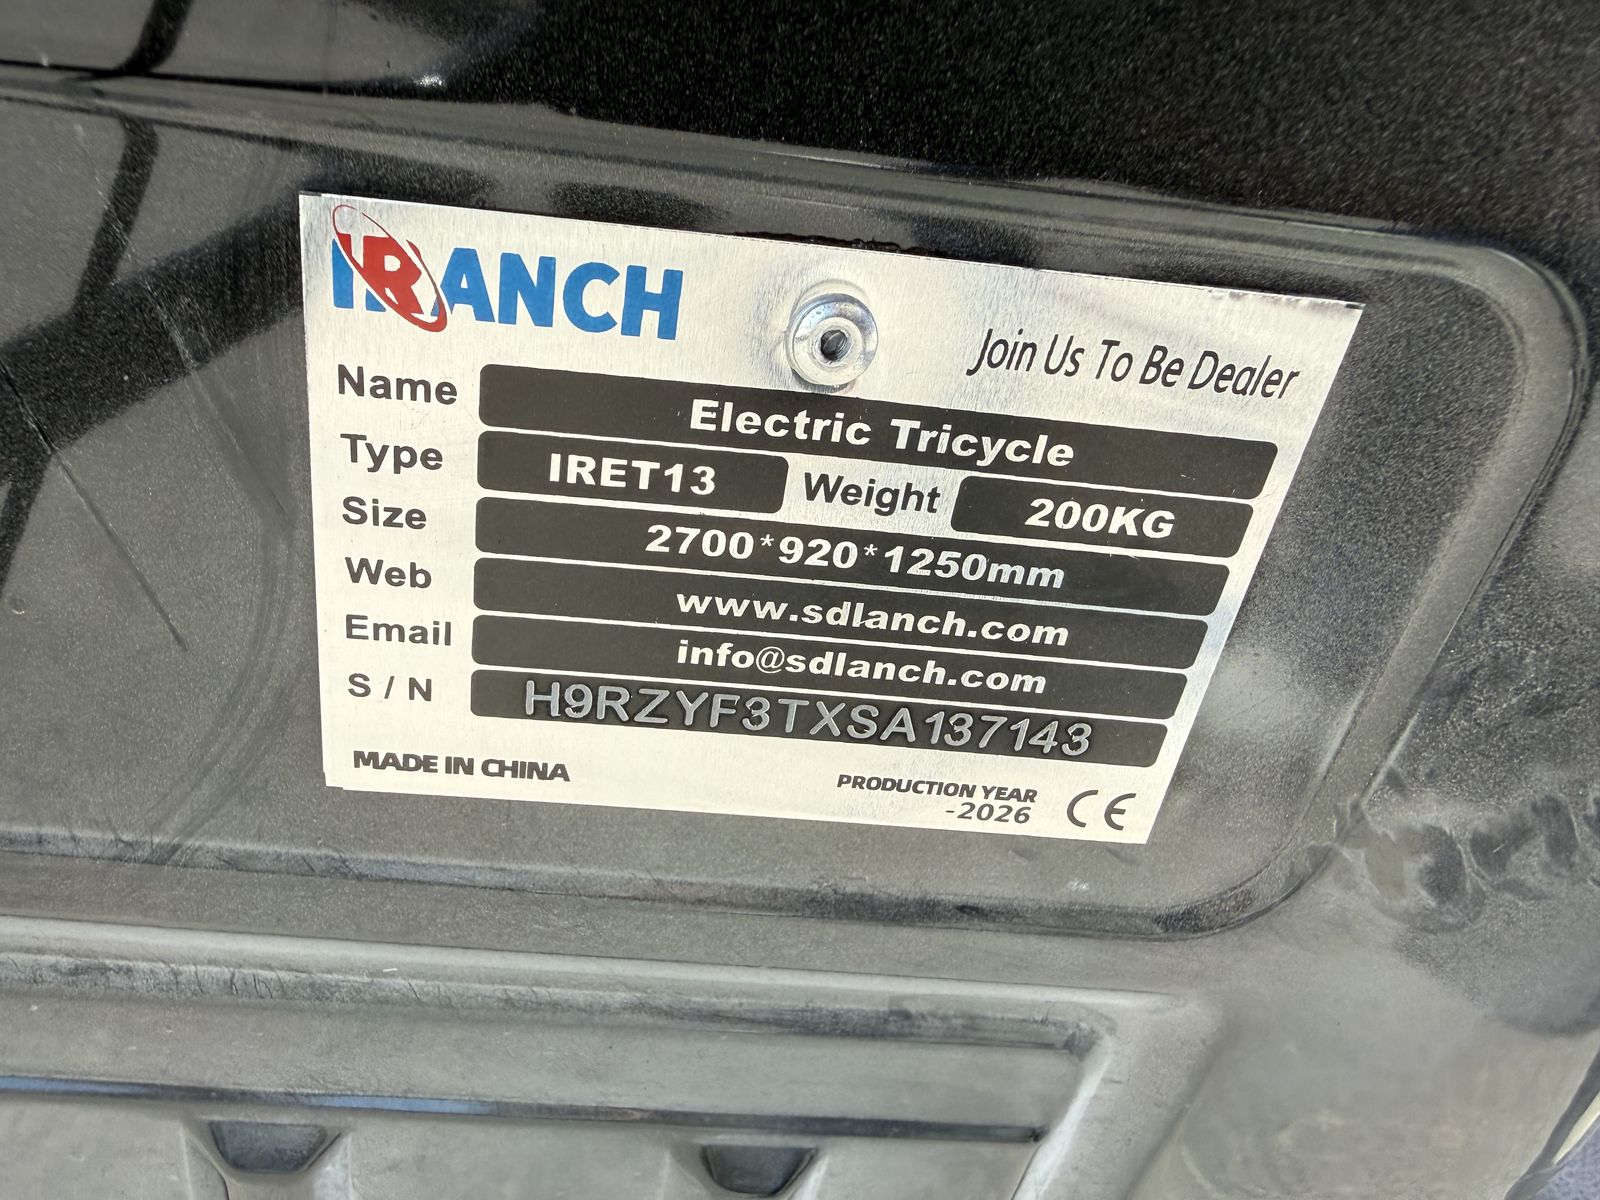 IRANCH
Join Us To Be Dealer
Name Electric Tricycle
Type IRET13 Weight 200KG
Size 2700*920*1250mm
Web www.sdlanch.com
Email info@sdlanch.com
S / N H9RZYF3TXSA137143
MADE IN CHINA
PRODUCTION YEAR
-2026
CE